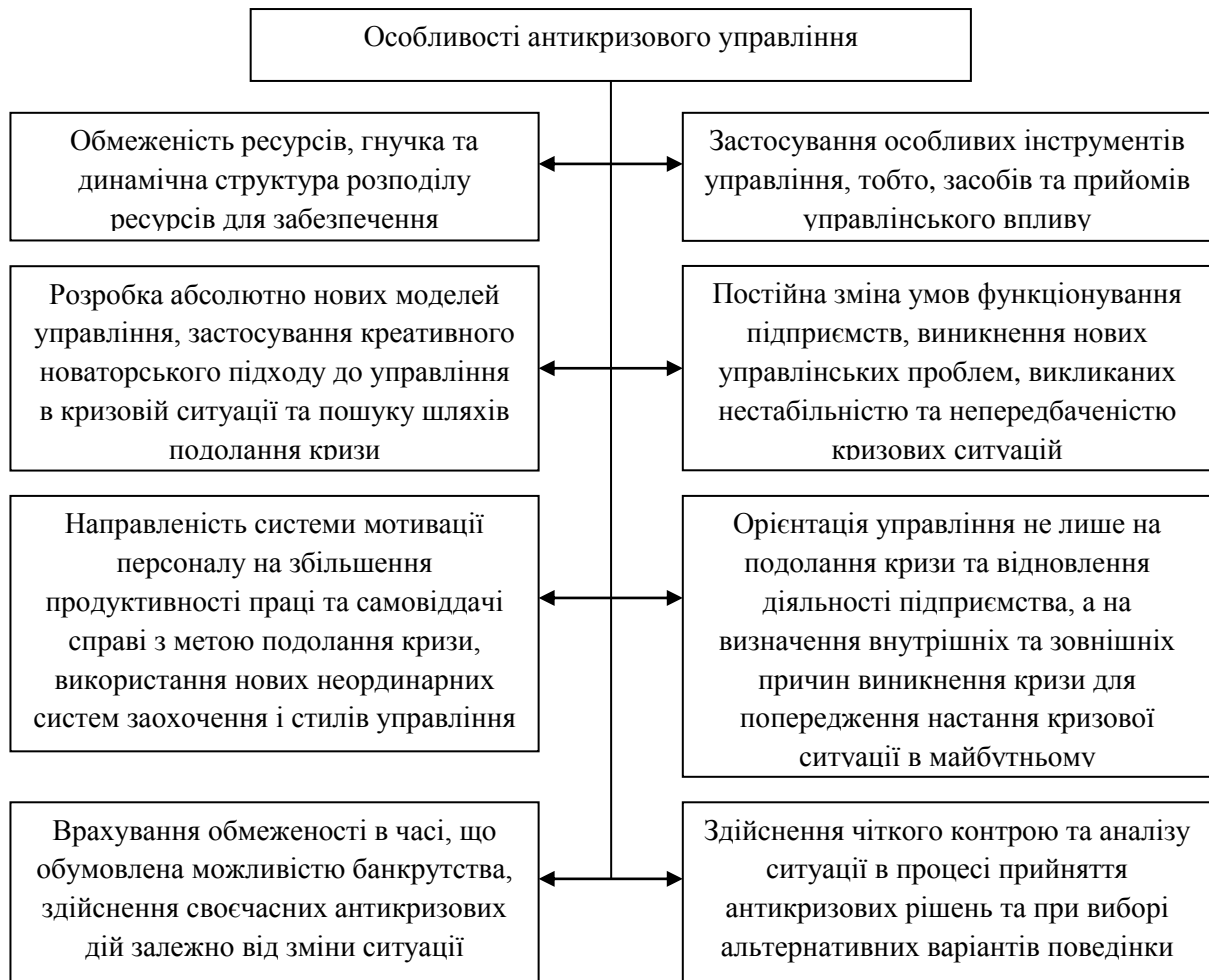 Особливості антикризового управління
Обмеженість ресурсів, гнучка та
динамічна структура розподілу
ресурсів для забезпечення
Застосування особливих інструментів
управління, тобто, засобів та прийомів
управлінського впливу
Розробка абсолютно нових моделей
управління, застосування креативного
новаторського підходу до управління
в кризовій ситуації та пошуку шляхів
подолання кризи
Постійна зміна умов функціонування
підприємств, виникнення нових
управлінських проблем, викликаних
нестабільністю та непередбаченістю
кризових ситуацій
Направленість системи мотивації
персоналу на збільшення
продуктивності праці та самовіддачі
справі з метою подолання кризи,
використання нових неординарних
систем заохочення і стилів управління
Орієнтація управління не лише на
подолання кризи та відновлення
діяльності підприємства, а на
визначення внутрішніх та зовнішніх
причин виникнення кризи для
попередження настання кризової
ситуації в майбутньому
Врахування обмеженості в часі, що
обумовлена можливістю банкрутства,
здійснення своєчасних антикризових
дій залежно від зміни ситуації
Здійснення чіткого контрою та аналізу
ситуації в процесі прийняття
антикризових рішень та при виборі
альтернативних варіантів поведінки